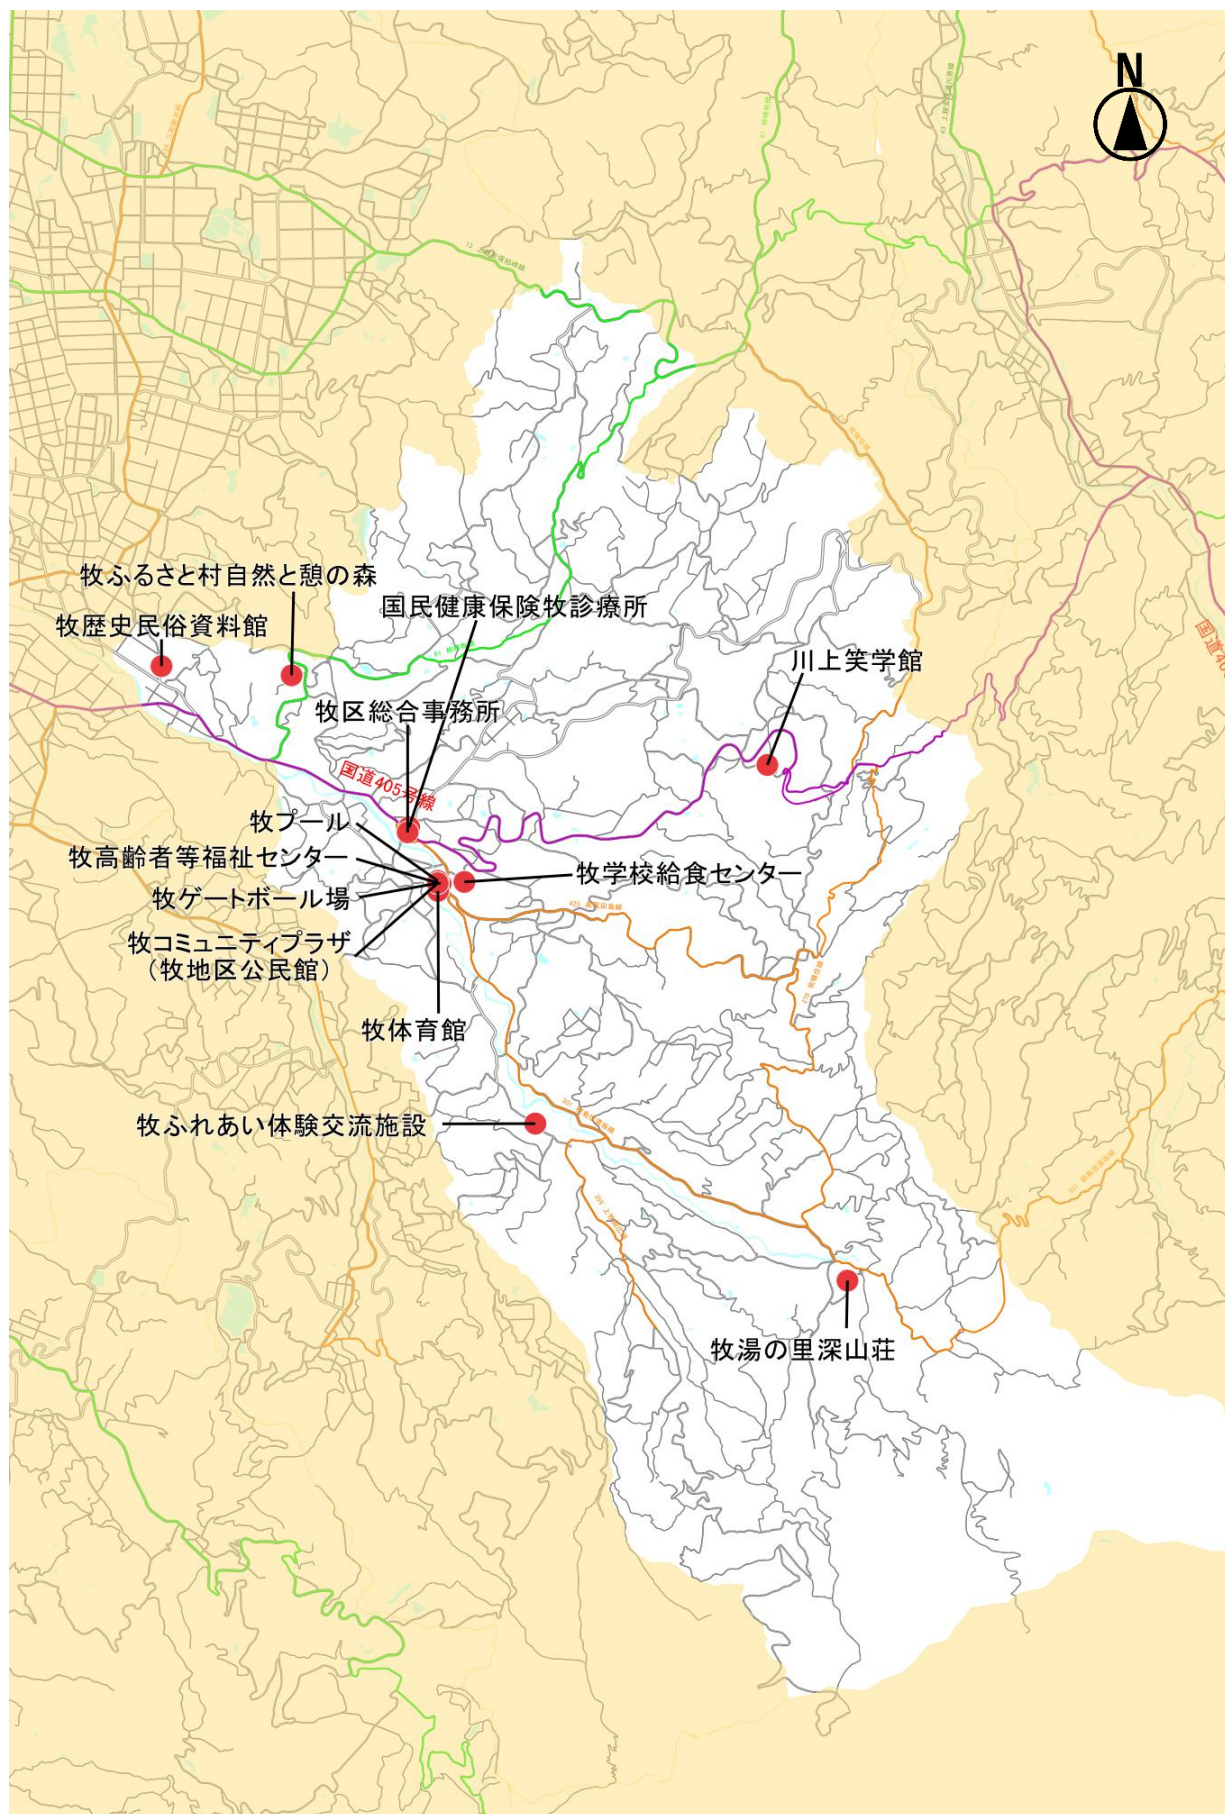 N
牧ふるさと村自然と憩の森
国民健康保険牧診療所
牧歴史民俗資料館
川上笑学館
牧区総合事務所
国道405号線
牧プール
牧高齢者等福祉センター
牧学校給食センター
牧ゲートボール場
牧コミュニティプラザ
(牧地区公民館)
牧体育館
牧ふれあい体験交流施設
牧湯の里深山荘